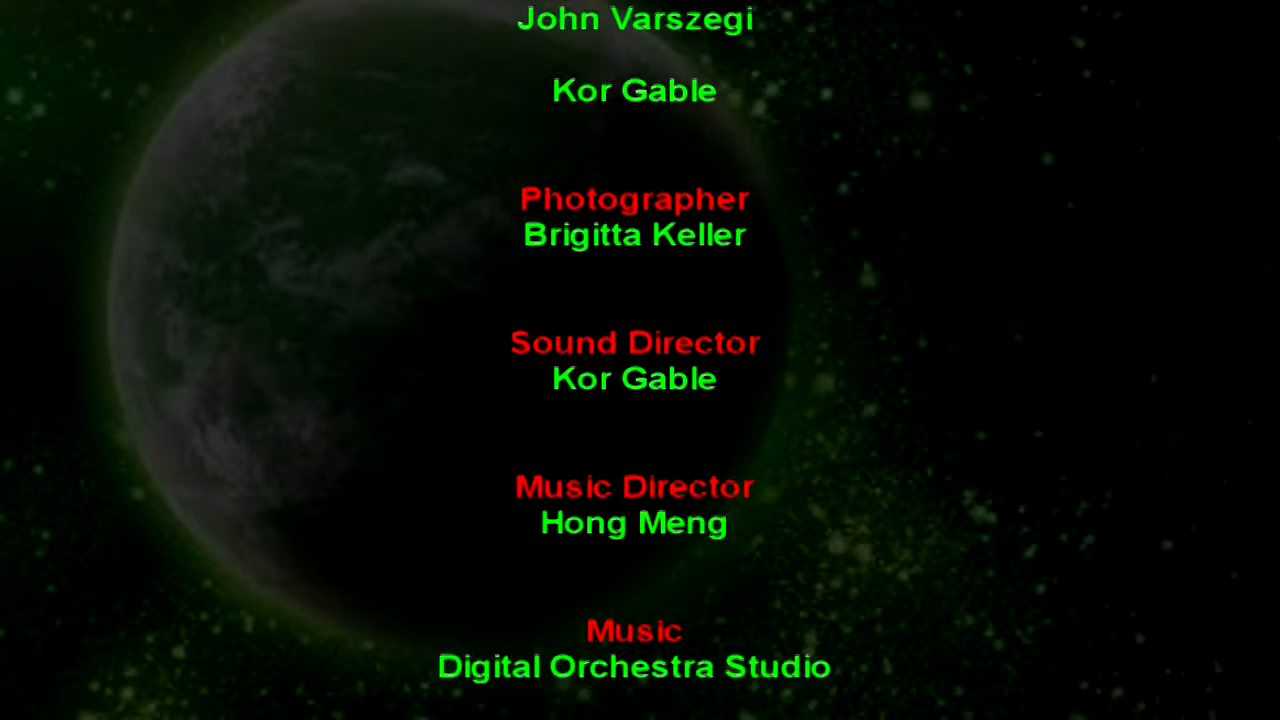 John Varszegi
Kor Gable
Photographer
Brigitta Keller
Sound Director
Kor Gable
Music Director
Hong Meng
Music
Digital Orchestra Studio